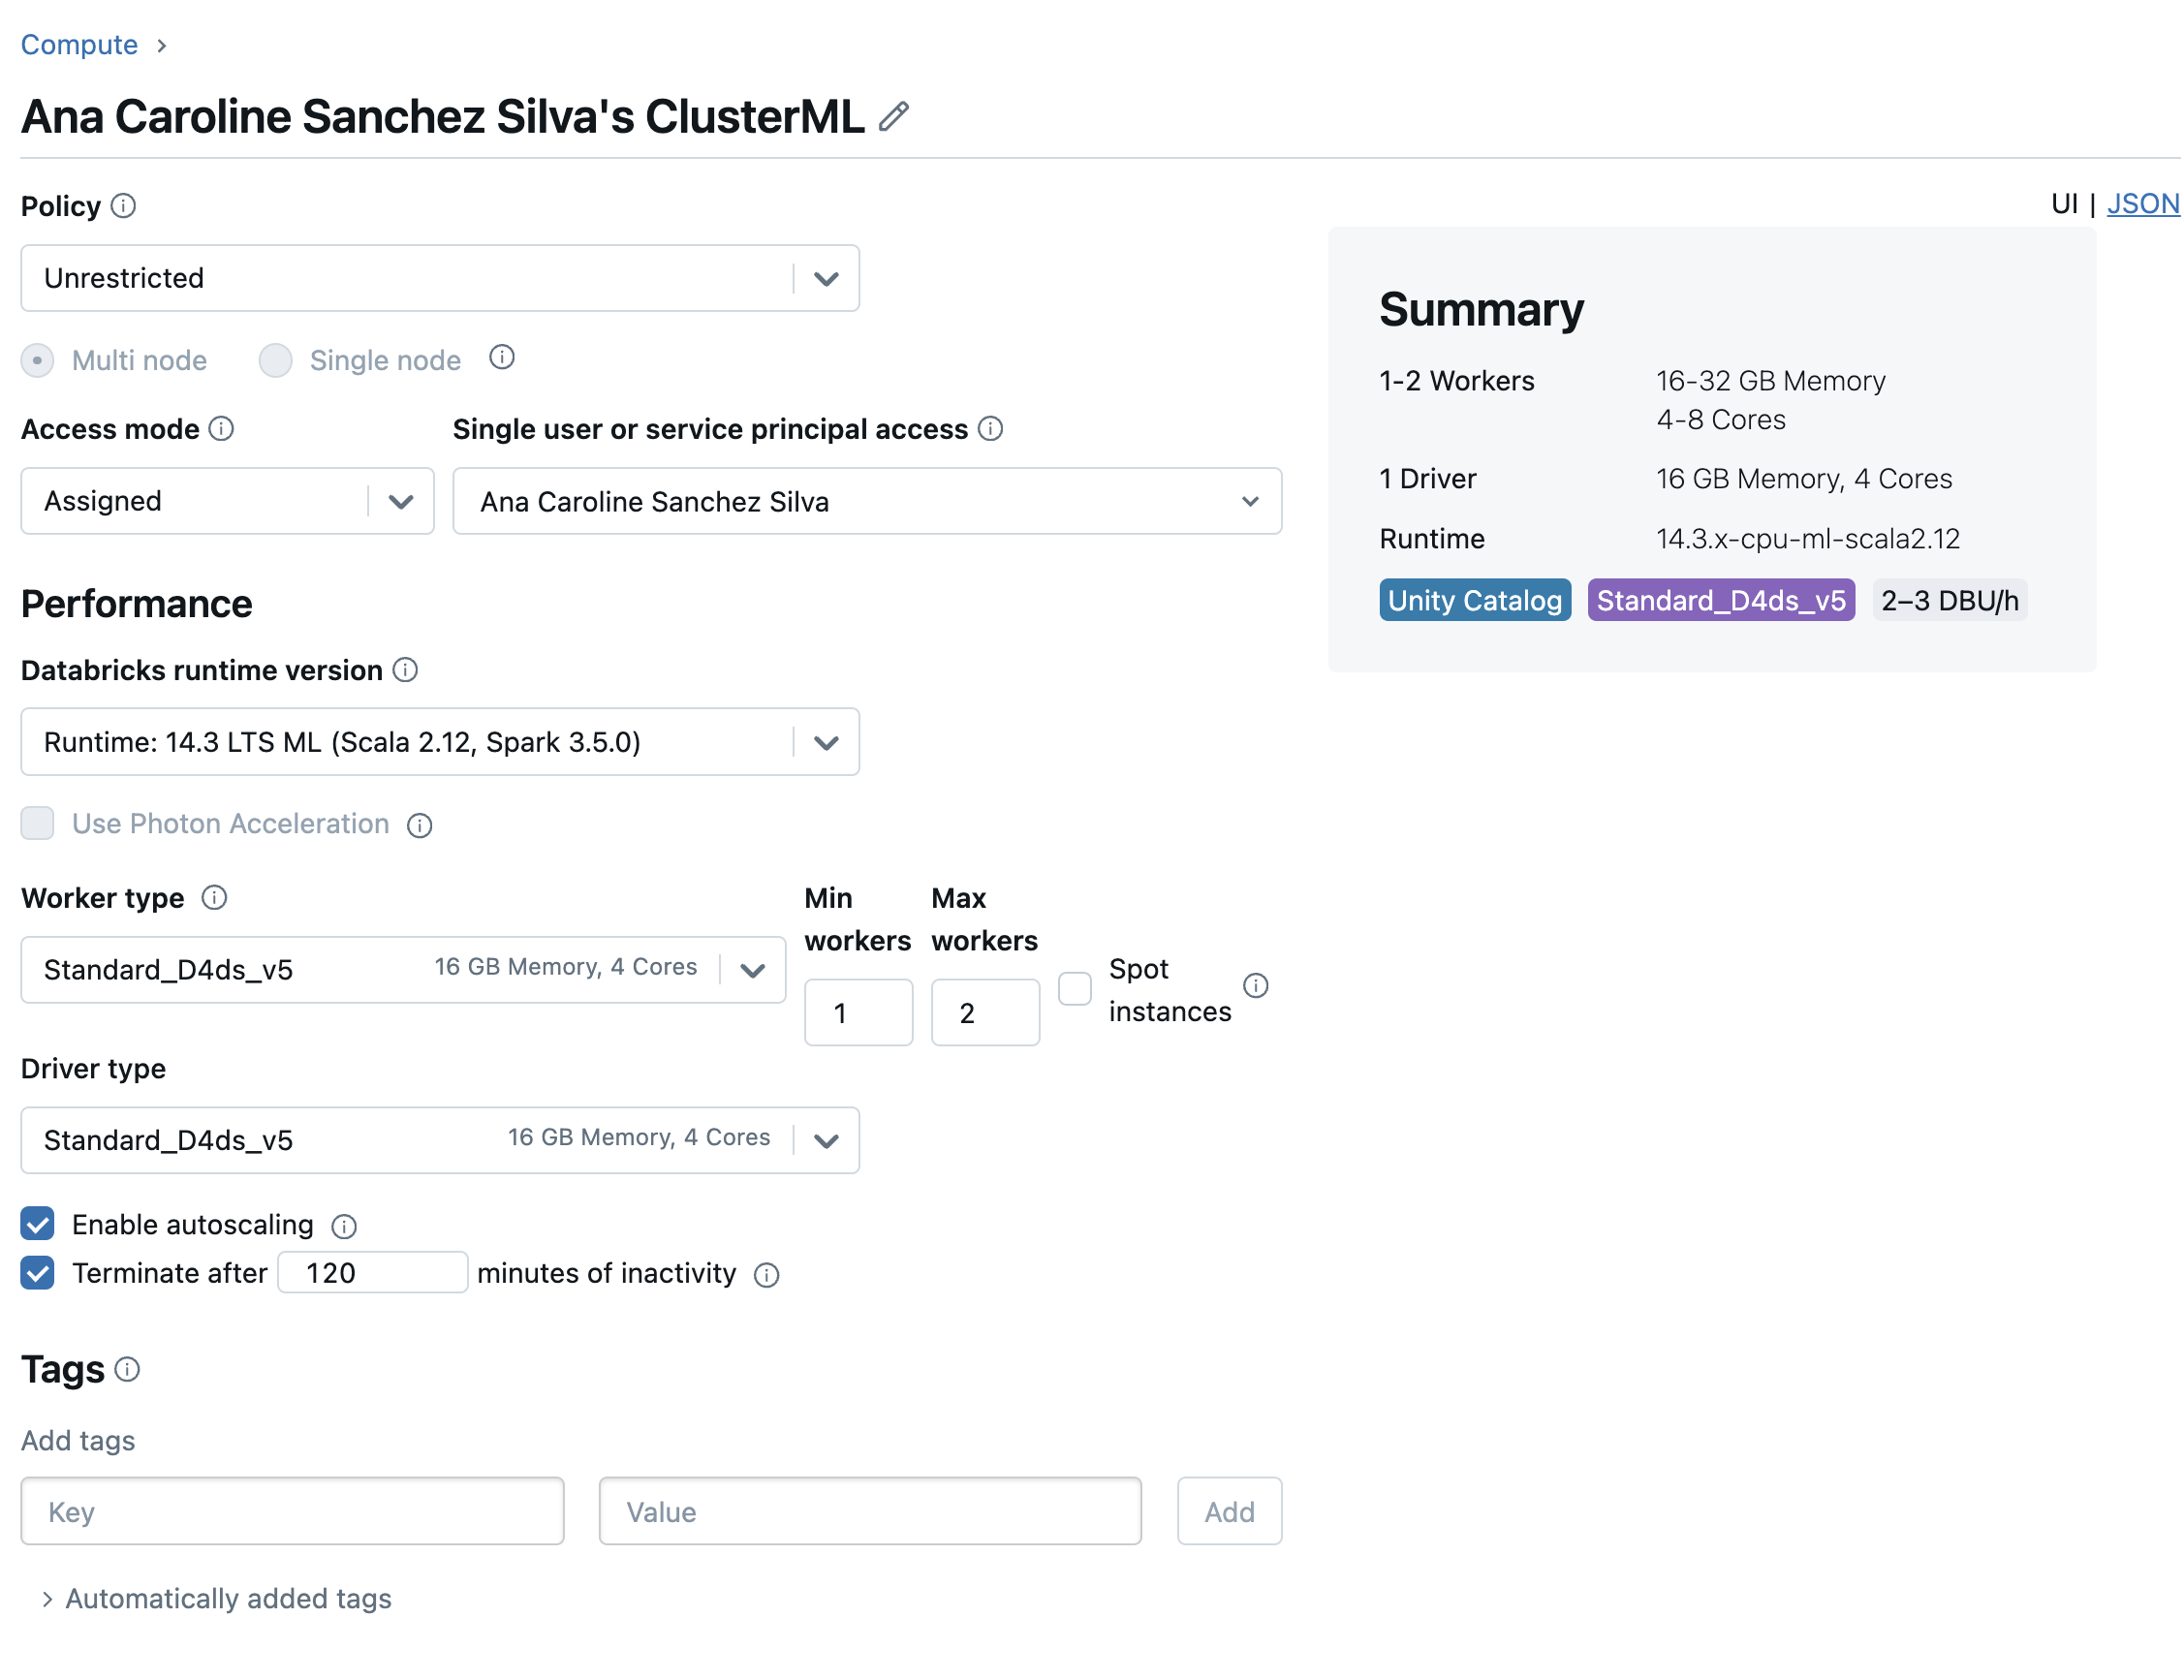 Compute
Ana Caroline Sanchez Silva's ClusterML
UI | JSON
Policy
Unrestricted
Multi node Single node
Access mode Single user or service principal access
Assigned Ana Caroline Sanchez Silva
Performance
Databricks runtime version
Runtime: 14.3 LTS ML (Scala 2.12, Spark 3.5.0)
Use Photon Acceleration
Worker type
Standard_D4ds_v5 16 GB Memory, 4 Cores
Min
workers
1
Max
workers
2
Spot
instances
Driver type
Standard_D4ds_v5 16 GB Memory, 4 Cores
Enable autoscaling
Terminate after 120 minutes of inactivity
Tags
Add tags
Key Value Add
Automatically added tags
Summary
1-2 Workers 16-32 GB Memory
4-8 Cores
1 Driver 16 GB Memory, 4 Cores
Runtime 14.3.x-cpu-ml-scala2.12
Unity Catalog Standard_D4ds_v5 2–3 DBU/h